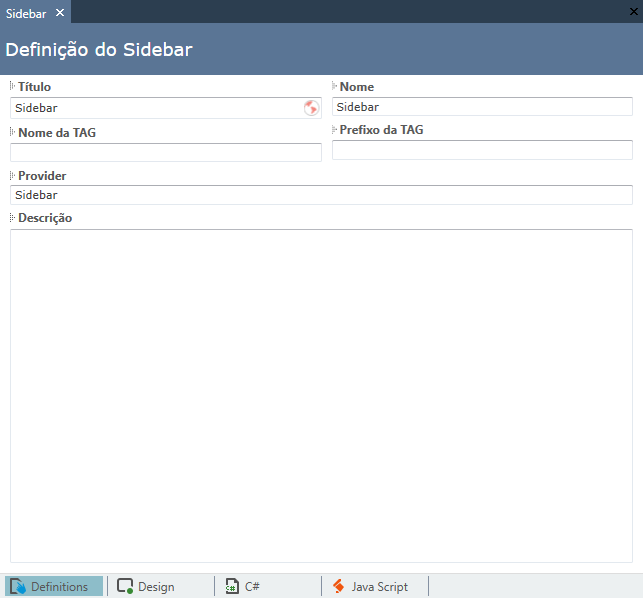 Sidebar
Definição do Sidebar
Título
Nome
Sidebar
Sidebar
Nome da TAG
Prefixo da TAG
Provider
Sidebar
Descrição
Definitions
Design
C#
Java Script